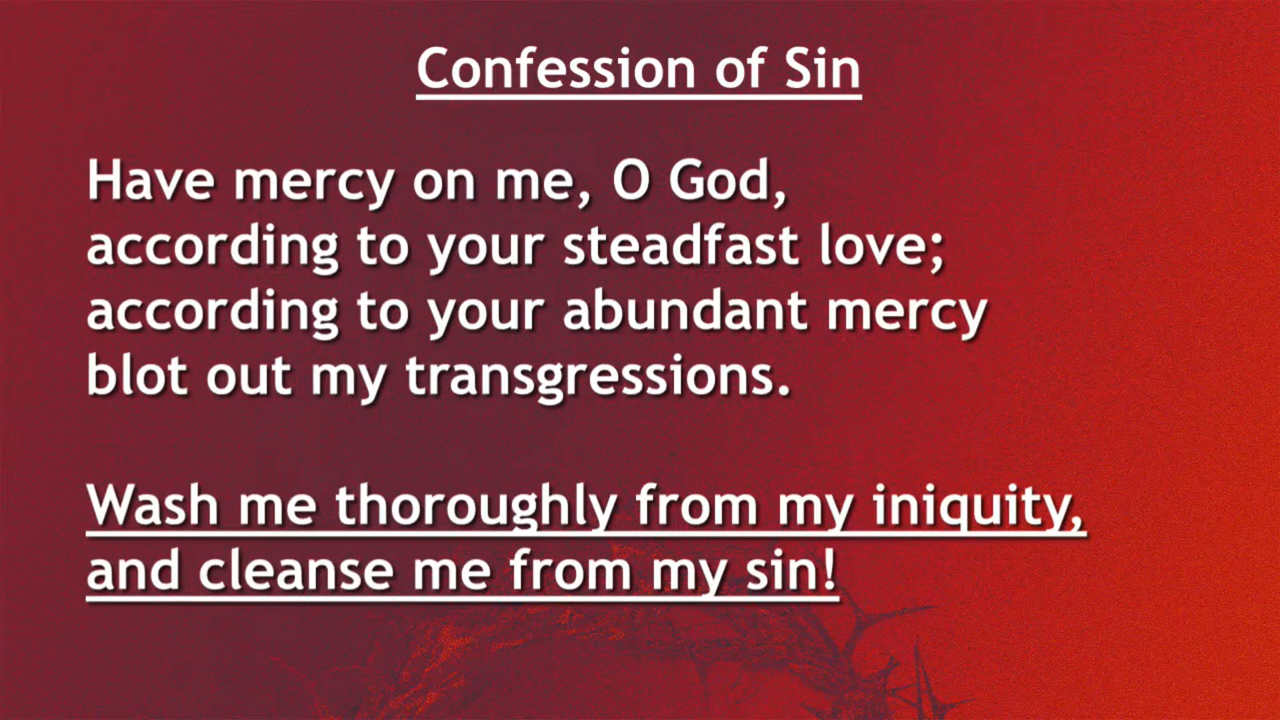 Confession of Sin
Have mercy on me, O God,
according to your steadfast love;
according to your abundant mercy
blot out my transgressions.
Wash me thoroughly from my iniquity,
and cleanse me from my sin!